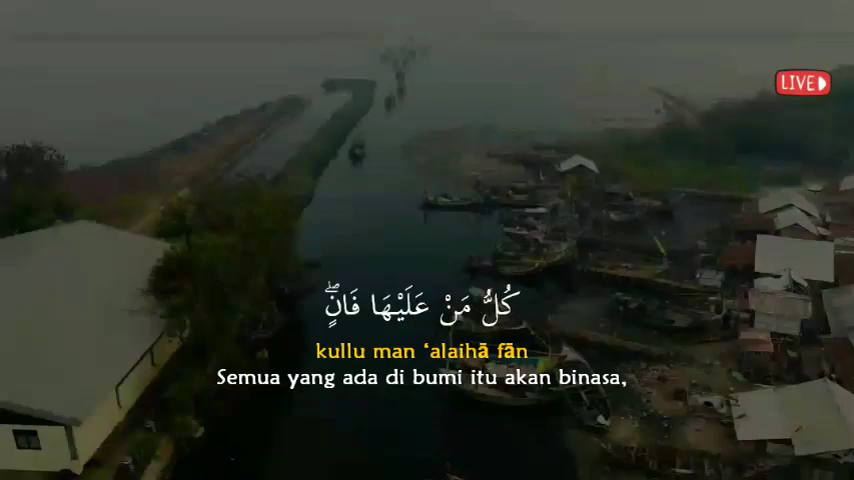 LIVE
كُلُّ مَنْ عَلَيْهَا فَانٍۖ
kullu man ‘alaihā fān
Semua yang ada di bumi itu akan binasa,